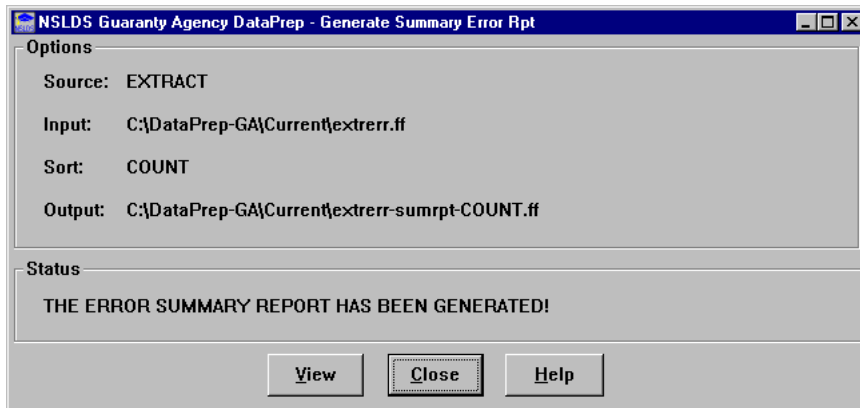 NSLDS Guaranty Agency DataPrep - Generate Summary Error Rpt
Options
Source: EXTRACT
Input: C:\DataPrep-GA\Current\extrerr.ff
Sort: COUNT
Output: C:\DataPrep-GA\Current\extrerr-sumrpt-COUNT.ff
Status
THE ERROR SUMMARY REPORT HAS BEEN GENERATED!
View Close Help